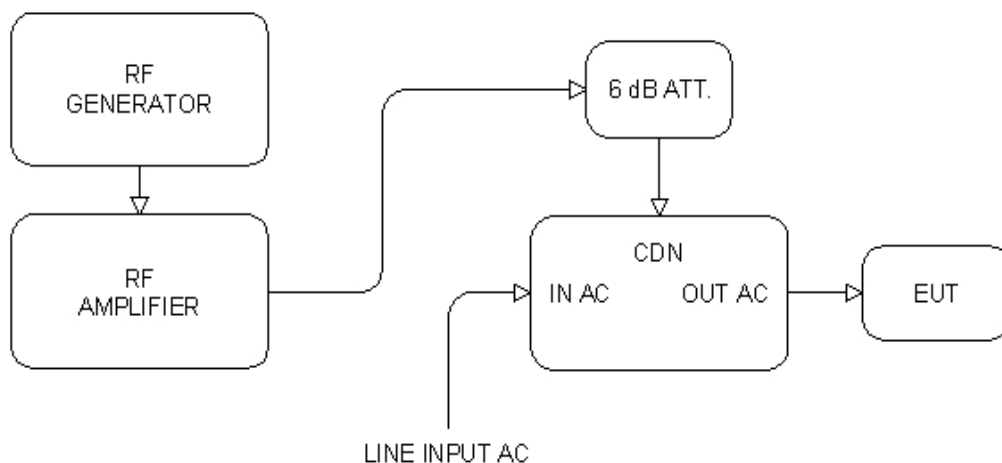 RF
GENERATOR
6 dB ATT.
RF
AMPLIFIER
CDN
IN AC
OUT AC
EUT
LINE INPUT AC